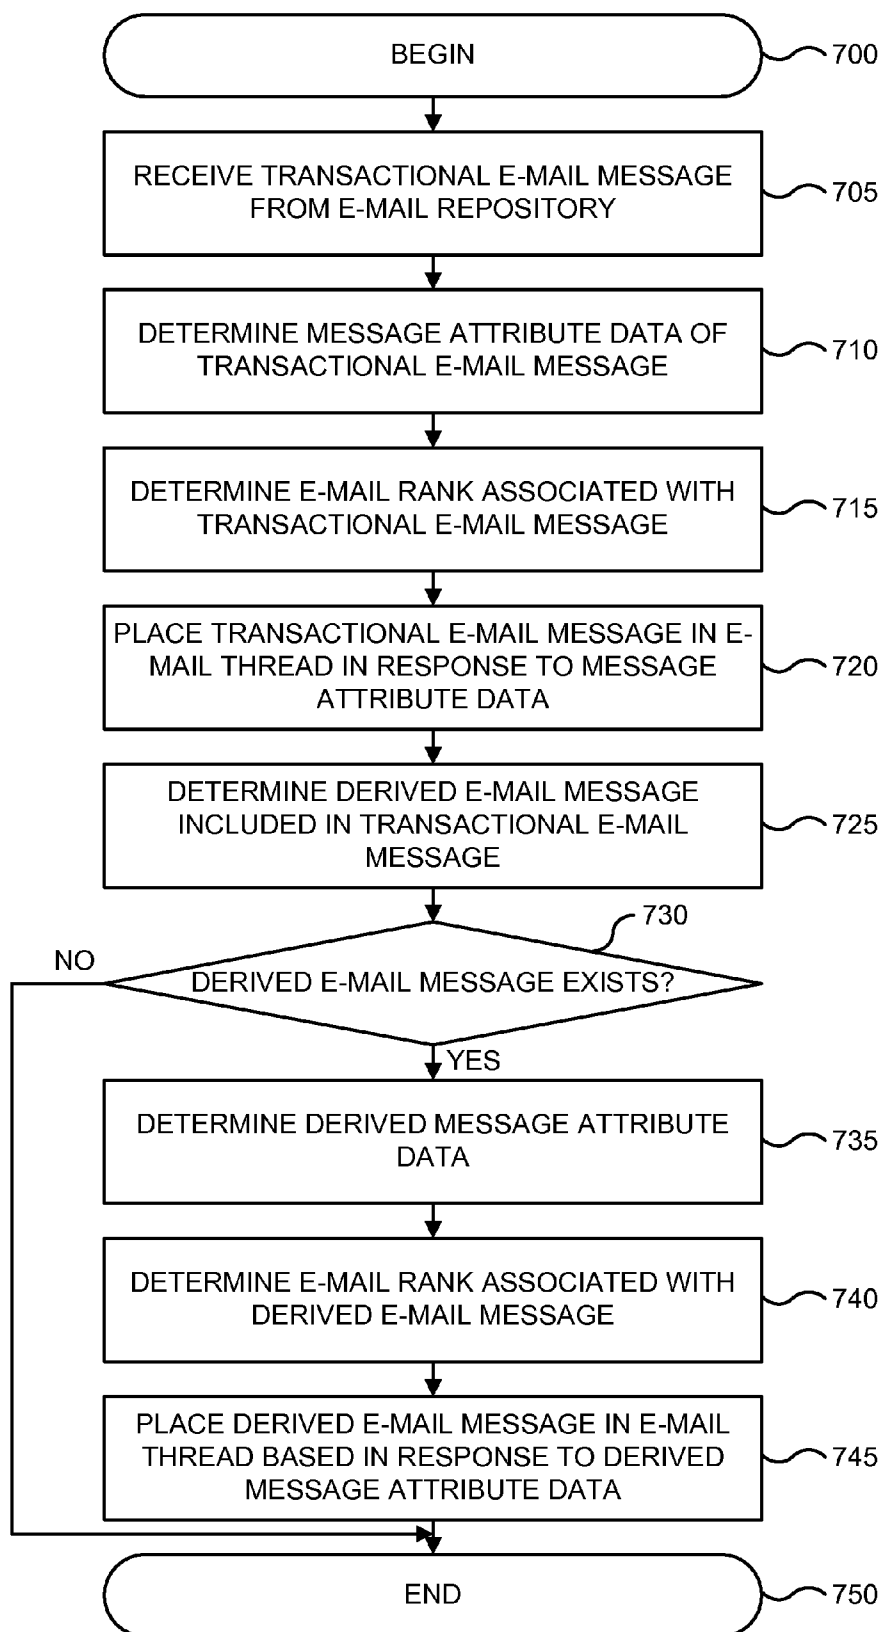 BEGIN
700
RECEIVE TRANSACTIONAL E-MAIL MESSAGE
FROM E-MAIL REPOSITORY
705
DETERMINE MESSAGE ATTRIBUTE DATA OF
TRANSACTIONAL E-MAIL MESSAGE
710
DETERMINE E-MAIL RANK ASSOCIATED WITH
TRANSACTIONAL E-MAIL MESSAGE
715
PLACE TRANSACTIONAL E-MAIL MESSAGE IN E-
MAIL THREAD IN RESPONSE TO MESSAGE
ATTRIBUTE DATA
720
DETERMINE DERIVED E-MAIL MESSAGE
INCLUDED IN TRANSACTIONAL E-MAIL
MESSAGE
725
730
NO
DERIVED E-MAIL MESSAGE EXISTS?
YES
DETERMINE DERIVED MESSAGE ATTRIBUTE
DATA
735
DETERMINE E-MAIL RANK ASSOCIATED WITH
DERIVED E-MAIL MESSAGE
740
PLACE DERIVED E-MAIL MESSAGE IN E-MAIL
THREAD BASED IN RESPONSE TO DERIVED
MESSAGE ATTRIBUTE DATA
745
END
750